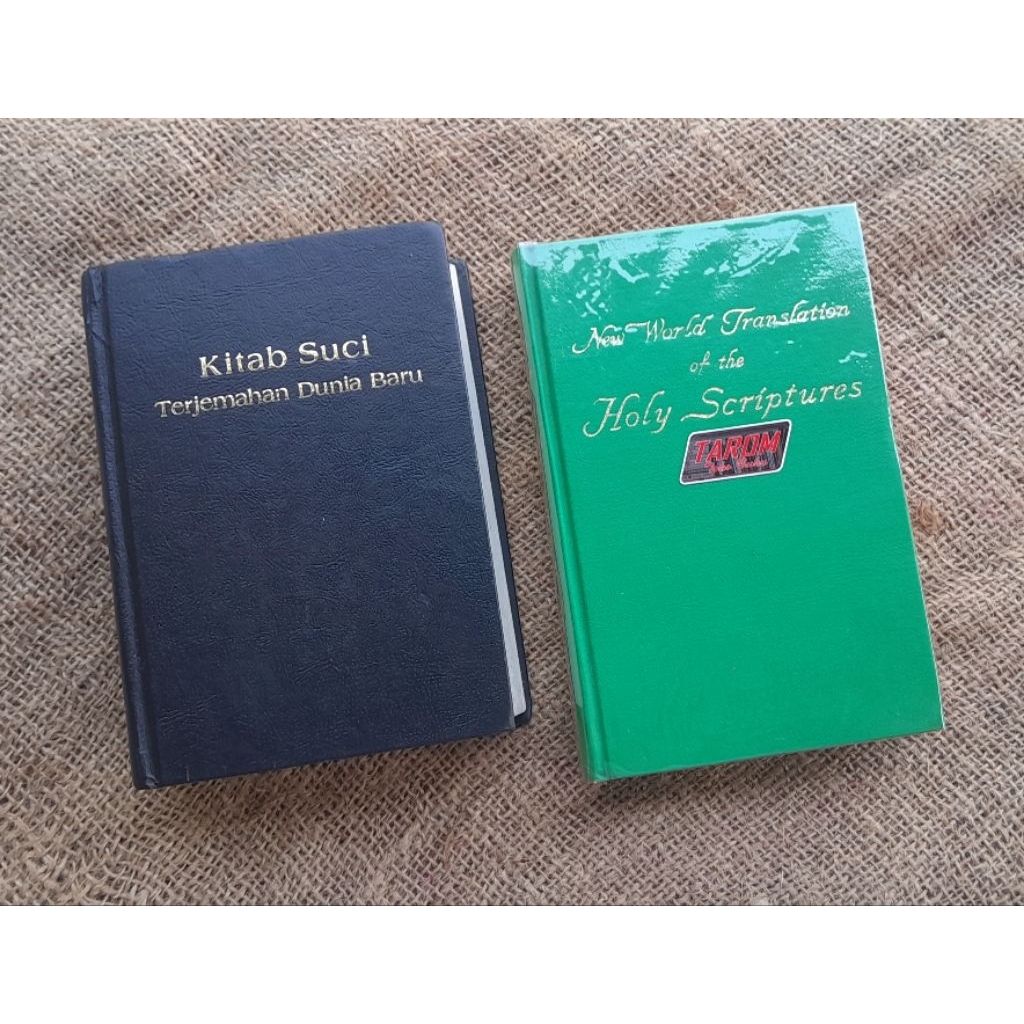 Kitab Suci
Terjemahan Dunia Baru
New World Translation
of the
Holy Scriptures
TAROM